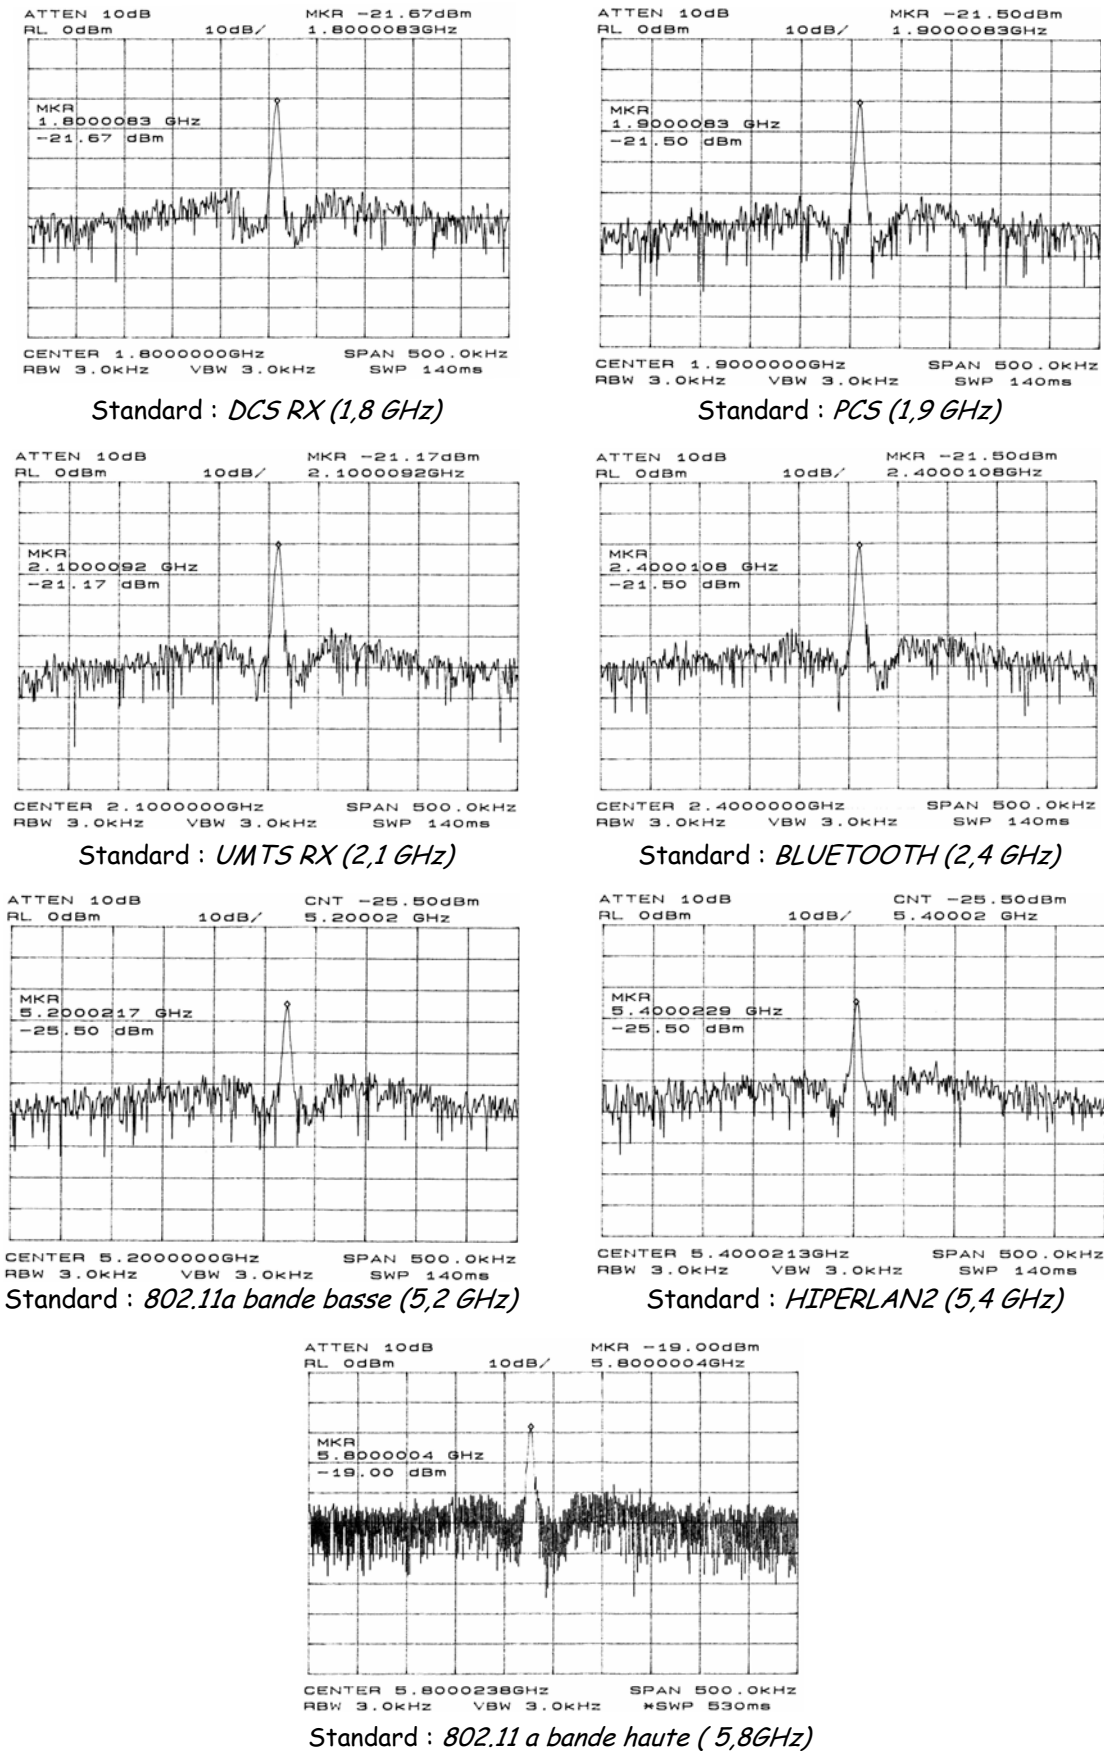 ATTEN 10dB MKR -21.67dBm
RL 0dBm 10dB/ 1.8000083GHz
MKR
1.8000083 GHz
-21.67 dBm
CENTER 1.8000000GHz SPAN 500.0kHz
RBW 3.0kHz VBW 3.0kHz SWP 140ms
Standard : DCS RX (1,8 GHz)
ATTEN 10dB MKR -21.50dBm
RL 0dBm 10dB/ 1.9000083GHz
MKR
1.9000083 GHz
-21.50 dBm
CENTER 1.9000000GHz SPAN 500.0kHz
RBW 3.0kHz VBW 3.0kHz SWP 140ms
Standard : PCS (1,9 GHz)
ATTEN 10dB MKR -21.17dBm
RL 0dBm 10dB/ 2.1000092GHz
MKR
2.1000092 GHz
-21.17 dBm
CENTER 2.1000000GHz SPAN 500.0kHz
RBW 3.0kHz VBW 3.0kHz SWP 140ms
Standard : UMTS RX (2,1 GHz)
ATTEN 10dB MKR -21.50dBm
RL 0dBm 10dB/ 2.4000108GHz
MKR
2.4000108 GHz
-21.50 dBm
CENTER 2.4000000GHz SPAN 500.0kHz
RBW 3.0kHz VBW 3.0kHz SWP 140ms
Standard : BLUETOOTH (2,4 GHz)
ATTEN 10dB CNT -25.50dBm
RL 0dBm 10dB/ 5.20002 GHz
MKR
5.2000217 GHz
-25.50 dBm
CENTER 5.2000000GHz SPAN 500.0kHz
RBW 3.0kHz VBW 3.0kHz SWP 140ms
Standard : 802.11a bande basse (5,2 GHz)
ATTEN 10dB CNT -25.50dBm
RL 0dBm 10dB/ 5.40002 GHz
MKR
5.4000229 GHz
-25.50 dBm
CENTER 5.4000213GHz SPAN 500.0kHz
RBW 3.0kHz VBW 3.0kHz SWP 140ms
Standard : HIPERLAN2 (5,4 GHz)
ATTEN 10dB MKR -19.00dBm
RL 0dBm 10dB/ 5.8000004GHz
MKR
5.8000004 GHz
-19.00 dBm
CENTER 5.8000238GHz SPAN 500.0kHz
RBW 3.0kHz VBW 3.0kHz *SWP 530ms
Standard : 802.11 a bande haute ( 5,8GHz)